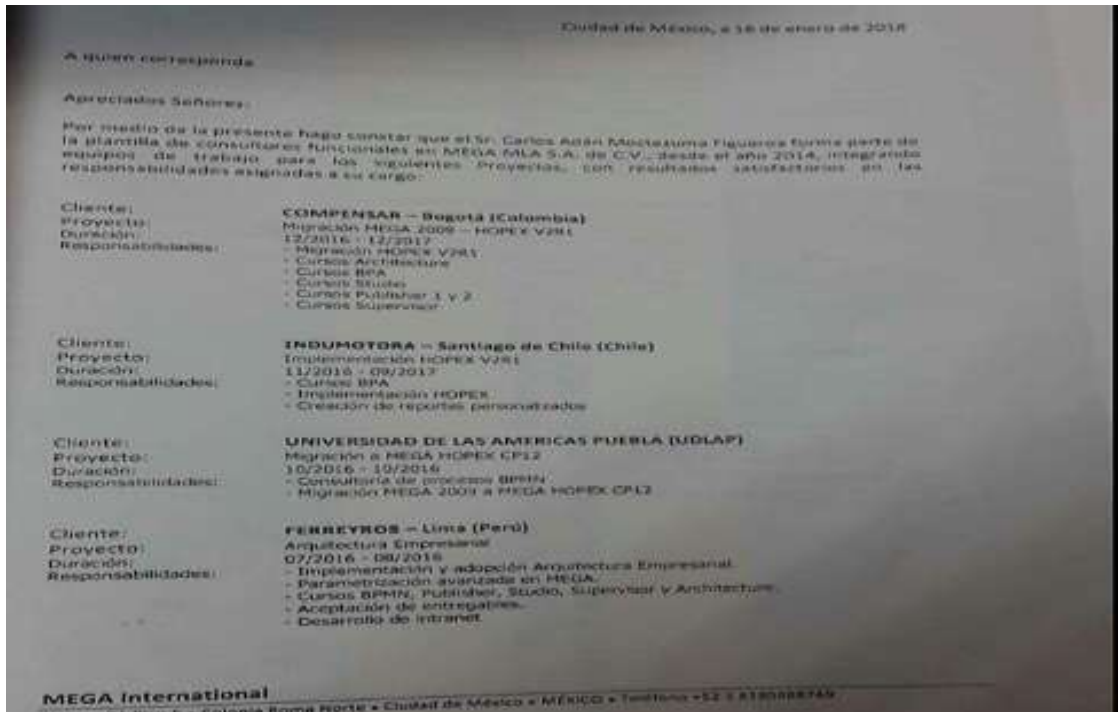 Ciudad de México, a 16 de enero de 2018
A quien corresponda
Apreciados Señores:
Por medio de la presente hago constar que el Sr. Carlos Adán Moctezuma Figueroa forma parte de
la plantilla de consultores funcionales en MEGA MLA S.A. de C.V., desde el año 2014, integrando
equipos de trabajo para los siguientes Proyectos, con resultados satisfactorios en las
responsabilidades asignadas a su cargo:
Cliente: COMPENSAR – Bogotá (Colombia)
Proyecto: Migración MEGA 2009 – HOPEX V2R1
Duración: 12/2016 - 12/2017
Responsabilidades: - Migración HOPEX V2R1
- Cursos Architecture
- Cursos BPA
- Cursos Studio
- Cursos Publisher 1 y 2
- Cursos Supervisor
Cliente: INDUMOTORA – Santiago de Chile (Chile)
Proyecto: Implementación HOPEX V2R1
Duración: 11/2016 - 09/2017
Responsabilidades: - Cursos BPA
- Implementación HOPEX
- Creación de reportes personalizados
Cliente: UNIVERSIDAD DE LAS AMERICAS PUEBLA (UDLAP)
Proyecto: Migración a MEGA HOPEX CP12
Duración: 10/2016 - 10/2016
Responsabilidades: - Consultoría de procesos BPMN
- Migración MEGA 2009 a MEGA HOPEX CP12
Cliente: FERREYROS – Lima (Perú)
Proyecto: Arquitectura Empresarial
Duración: 07/2016 - 08/2016
Responsabilidades: - Implementación y adopción Arquitectura Empresarial.
- Parametrización avanzada en MEGA.
- Cursos BPMN, Publisher, Studio, Supervisor y Architecture.
- Aceptación de entregables.
- Desarrollo de intranet
MEGA International
Colonia Roma Norte • Ciudad de México • MÉXICO • Teléfono +52